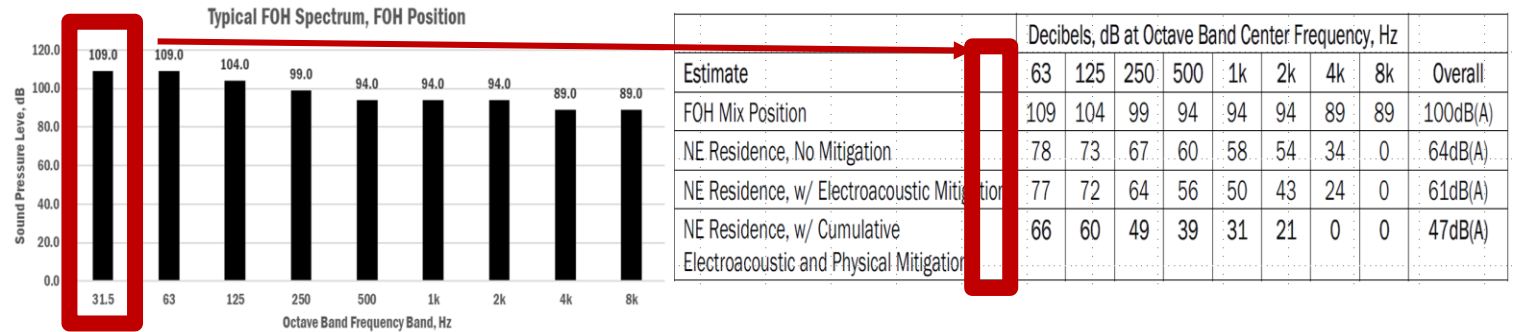 Typical FOH Spectrum, FOH Position
Sound Pressure Leve, dB
120.0
100.0
80.0
60.0
40.0
20.0
0.0
109.0 109.0 104.0 99.0 94.0 94.0 94.0 89.0 89.0
31.5 63 125 250 500 1k 2k 4k 8k
Octave Band Frequency Band, Hz
Decibels, dB at Octave Band Center Frequency, Hz
Estimate 63 125 250 500 1k 2k 4k 8k Overall
FOH Mix Position 109 104 99 94 94 94 89 89 100dB(A)
NE Residence, No Mitigation 78 73 67 60 58 54 34 0 64dB(A)
NE Residence, w/ Electroacoustic Mitigation 77 72 64 56 50 43 24 0 61dB(A)
NE Residence, w/ Cumulative 66 60 49 39 31 21 0 0 47dB(A)
Electroacoustic and Physical Mitigation